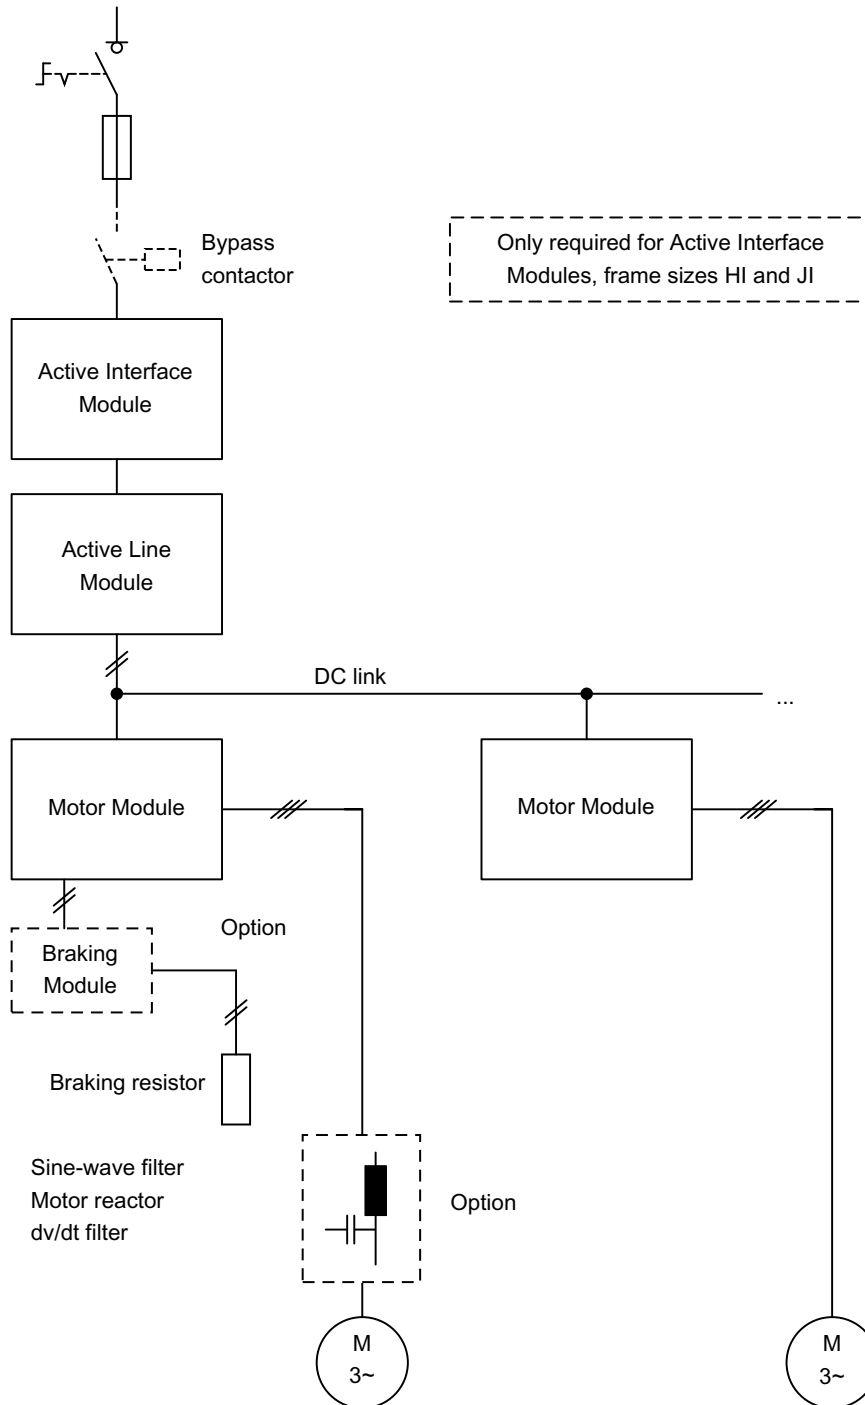 Bypass
contactor
Only required for Active Interface
Modules, frame sizes HI and JI
Active Interface
Module
Active Line
Module
DC link
...
Motor Module
Motor Module
Option
Braking
Module
Braking resistor
Sine-wave filter
Motor reactor
dv/dt filter
Option
M
3~
M
3~